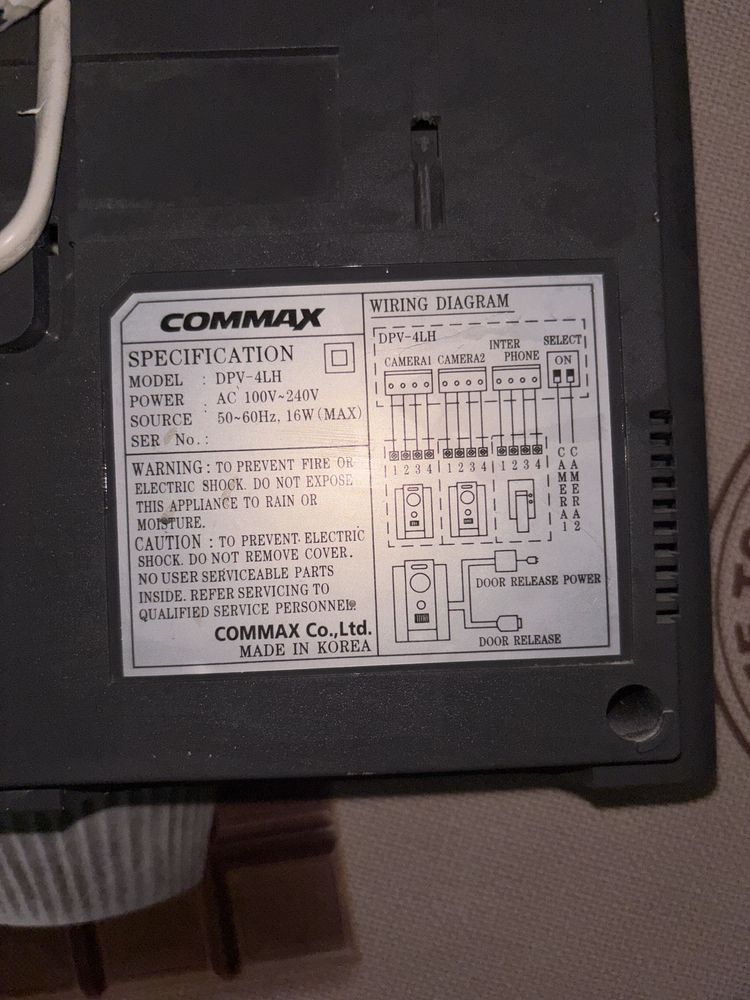 COMMAX
SPECIFICATION
MODEL : DPV-4LH
POWER : AC 100V~240V
SOURCE : 50~60Hz, 16W(MAX)
SER No. :
WARNING : TO PREVENT FIRE OR
ELECTRIC SHOCK. DO NOT EXPOSE
THIS APPLIANCE TO RAIN OR
MOISTURE.
CAUTION : TO PREVENT ELECTRIC
SHOCK. DO NOT REMOVE COVER.
NO USER SERVICEABLE PARTS
INSIDE. REFER SERVICING TO
QUALIFIED SERVICE PERSONNEL.
COMMAX Co.,Ltd.
MADE IN KOREA
WIRING DIAGRAM
DPV-4LH
CAMERA1 CAMERA2 INTER PHONE SELECT
ON
1 2 3 4 1 2 3 4 1 2 3 4
CAMERA1
CAMERA2
DOOR RELEASE POWER
DOOR RELEASE